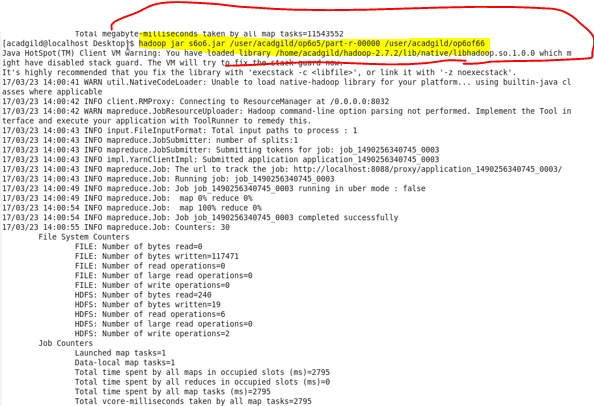 Total megabyte-milliseconds taken by all map tasks=11543552
[acadgild@localhost Desktop]$ hadoop jar s6o6.jar /user/acadgild/op6o5/part-r-00000 /user/acadgild/op6of66
Java HotSpot(TM) Client VM warning: You have loaded library /home/acadgild/hadoop-2.7.2/lib/native/libhadoop.so.1.0.0 which m
ight have disabled stack guard. The VM will try to fix the stack guard now.
It's highly recommended that you fix the library with 'execstack -c <libfile>', or link it with '-z noexecstack'.
17/03/23 14:00:41 WARN util.NativeCodeLoader: Unable to load native-hadoop library for your platform... using builtin-java cl
asses where applicable
17/03/23 14:00:42 INFO client.RMProxy: Connecting to ResourceManager at /0.0.0.0:8032
17/03/23 14:00:42 WARN mapreduce.JobResourceUploader: Hadoop command-line option parsing not performed. Implement the Tool in
terface and execute your application with ToolRunner to remedy this.
17/03/23 14:00:43 INFO input.FileInputFormat: Total input paths to process : 1
17/03/23 14:00:43 INFO mapreduce.JobSubmitter: number of splits:1
17/03/23 14:00:43 INFO mapreduce.JobSubmitter: Submitting tokens for job: job_1490256340745_0003
17/03/23 14:00:43 INFO impl.YarnClientImpl: Submitted application application_1490256340745_0003
17/03/23 14:00:43 INFO mapreduce.Job: The url to track the job: http://localhost:8088/proxy/application_1490256340745_0003/
17/03/23 14:00:43 INFO mapreduce.Job: Running job: job_1490256340745_0003
17/03/23 14:00:49 INFO mapreduce.Job: Job job_1490256340745_0003 running in uber mode : false
17/03/23 14:00:49 INFO mapreduce.Job:  map 0% reduce 0%
17/03/23 14:00:54 INFO mapreduce.Job:  map 100% reduce 0%
17/03/23 14:00:54 INFO mapreduce.Job: Job job_1490256340745_0003 completed successfully
17/03/23 14:00:55 INFO mapreduce.Job: Counters: 30
File System Counters
FILE: Number of bytes read=0
FILE: Number of bytes written=117471
FILE: Number of read operations=0
FILE: Number of large read operations=0
FILE: Number of write operations=0
HDFS: Number of bytes read=240
HDFS: Number of bytes written=19
HDFS: Number of read operations=6
HDFS: Number of large read operations=0
HDFS: Number of write operations=2
Job Counters
Launched map tasks=1
Data-local map tasks=1
Total time spent by all maps in occupied slots (ms)=2795
Total time spent by all reduces in occupied slots (ms)=0
Total time spent by all map tasks (ms)=2795
Total vcore-milliseconds taken by all map tasks=2795